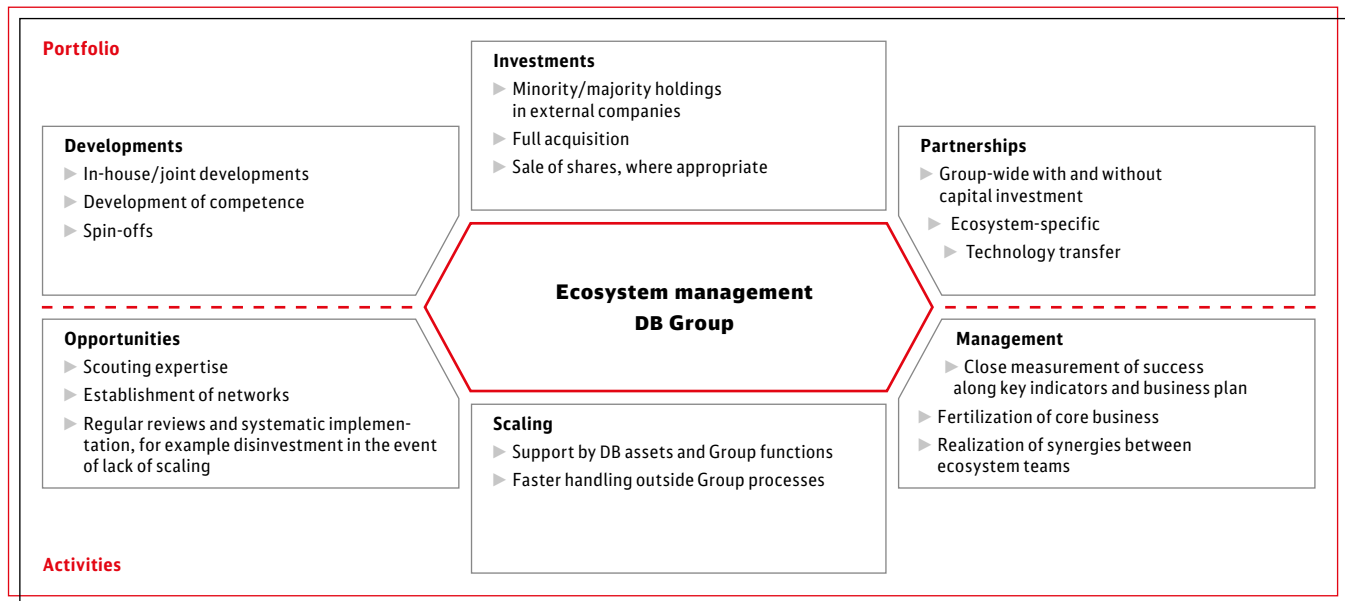 Portfolio
Developments
▶ In-house/joint developments
▶ Development of competence
▶ Spin-offs
Investments
▶ Minority/majority holdings
in external companies
▶ Full acquisition
▶ Sale of shares, where appropriate
Partnerships
▶ Group-wide with and without
capital investment
▶ Ecosystem-specific
▶ Technology transfer
Ecosystem management
DB Group
Opportunities
▶ Scouting expertise
▶ Establishment of networks
▶ Regular reviews and systematic implemen-
tation, for example disinvestment in the event
of lack of scaling
Scaling
▶ Support by DB assets and Group functions
▶ Faster handling outside Group processes
Management
▶ Close measurement of success
along key indicators and business plan
▶ Fertilization of core business
▶ Realization of synergies between
ecosystem teams
Activities